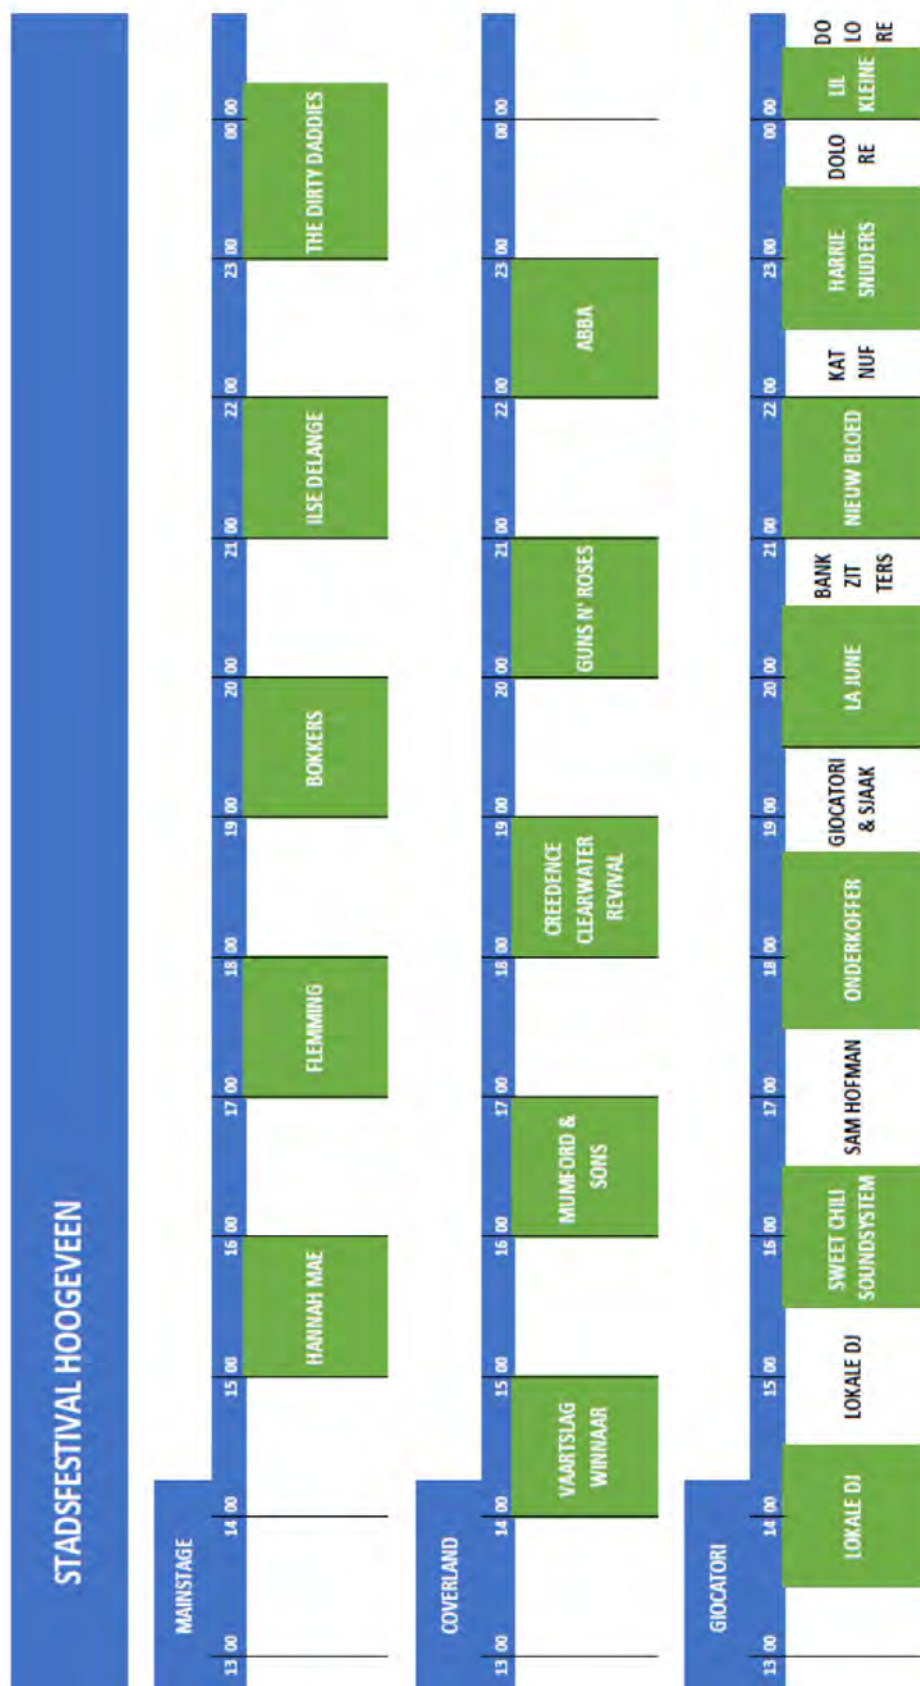 STADSFESTIVAL HOOGEVEEN
MAINSTAGE
13 00
14 00
15 00
16 00
17 00
18 00
19 00
20 00
21 00
22 00
23 00
00 00
HANNAH MAE
FLEMMING
BOKKERS
ILSE DELANGE
THE DIRTY DADDIES
COVERLAND
13 00
14 00
15 00
16 00
17 00
18 00
19 00
20 00
21 00
22 00
23 00
00 00
VAARTSLAG
WINNAAR
MUMFORD &
SONS
CREEDENCE
CLEARWATER
REVIVAL
GUNS N' ROSES
ABBA
GIOCATORI
13 00
14 00
15 00
16 00
17 00
18 00
19 00
20 00
21 00
22 00
23 00
00 00
LOKALE DJ
LOKALE DJ
SWEET CHILI
SOUNDSYSTEM
SAM HOFMAN
ONDERKOFFER
GIOCATORI
& SJAAK
LA JUNE
BANK
ZIT
TERS
NIEUW BLOED
KAT
NUF
HARRIE
SNIJDERS
DOLO
RE
LIL
KLEINE
DO
LO
RE